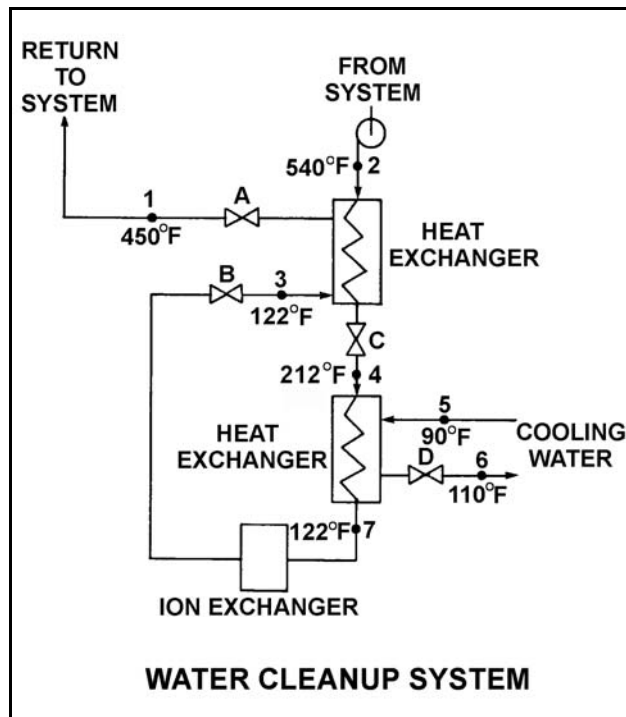 RETURN
TO
SYSTEM
FROM
SYSTEM
540°F 2
1
A
450°F
HEAT
EXCHANGER
B
3
122°F
C
212°F 4
HEAT
EXCHANGER
5
90°F
COOLING
WATER
D
6
110°F
122°F 7
ION EXCHANGER
WATER CLEANUP SYSTEM